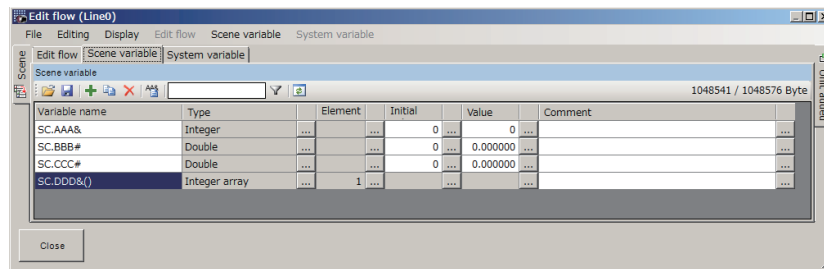 Edit flow (Line0)
File Editing Display Edit flow Scene variable System variable
Scene
Edit flow Scene variable System variable
Scene variable
1048541 / 1048576 Byte
Variable name Type Element Initial Value Comment
SC.AAA& Integer ... ... 0 ... 0 ... ...
SC.BBB# Double ... ... 0 ... 0.000000 ... ...
SC.CCC# Double ... ... 0 ... 0.000000 ... ...
SC.DDD&() Integer array ... 1 ... ... ... ...
Close